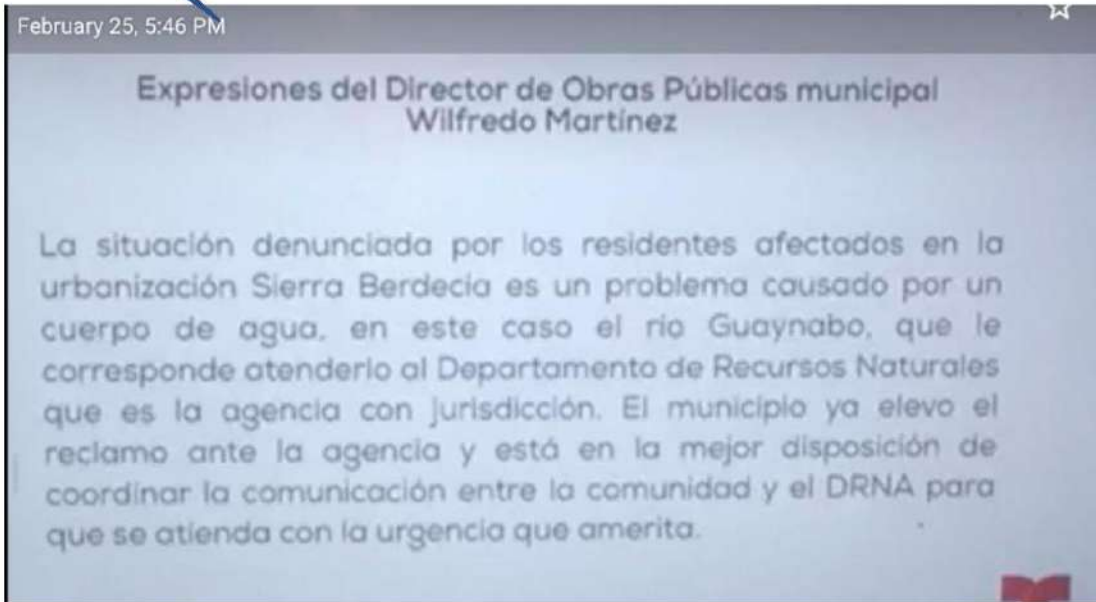 February 25, 5:46 PM
Expresiones del Director de Obras Públicas municipal
Wilfredo Martínez
La situación denunciada por los residentes afectados en la
urbanización Sierra Berdecía es un problema causado por un
cuerpo de agua, en este caso el río Guaynabo, que le
corresponde atenderlo al Departamento de Recursos Naturales
que es la agencia con jurisdicción. El municipio ya elevo el
reclamo ante la agencia y está en la mejor disposición de
coordinar la comunicación entre la comunidad y el DRNA para
que se atienda con la urgencia que amerita.